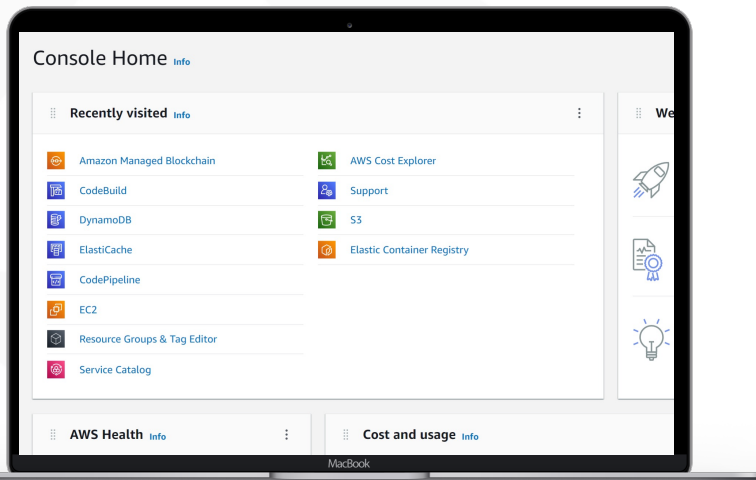 Console Home Info
Recently visited Info
We
Amazon Managed Blockchain
CodeBuild
DynamoDB
ElastiCache
CodePipeline
EC2
Resource Groups & Tag Editor
Service Catalog
AWS Cost Explorer
Support
S3
Elastic Container Registry
AWS Health Info
Cost and usage Info
MacBook